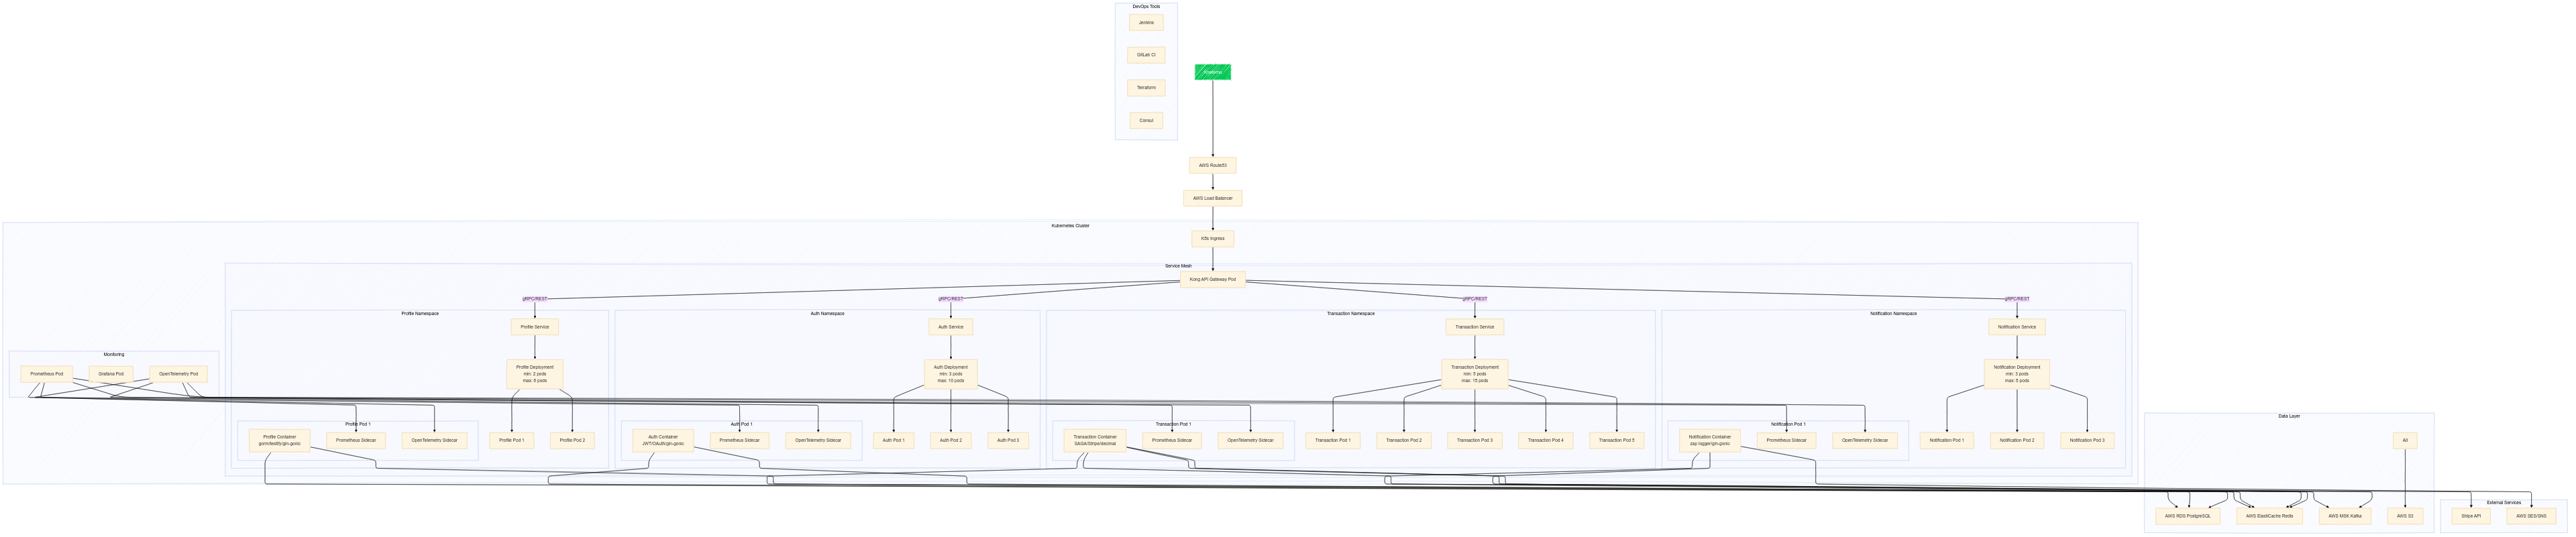 DevOps Tools
Jenkins
GitLab CI
Terraform
Consul
AWS Route53
AWS Load Balancer
Kubernetes Cluster
K8s Ingress
Service Mesh
Kong API Gateway Pod
gRPC/REST
gRPC/REST
gRPC/REST
gRPC/REST
Profile Namespace
Auth Namespace
Transaction Namespace
Notification Namespace
Profile Service
Auth Service
Transaction Service
Notification Service
Monitoring
Prometheus Pod
Grafana Pod
OpenTelemetry Pod
Profile Deployment
min: 2 pods
max: 8 pods
Auth Deployment
min: 3 pods
max: 10 pods
Transaction Deployment
min: 5 pods
max: 15 pods
Notification Deployment
min: 3 pods
max: 5 pods
Profile Pod 1
Profile Container
gorm/testify/gin-gonic
Prometheus Sidecar
OpenTelemetry Sidecar
Profile Pod 1
Profile Pod 2
Auth Pod 1
Auth Container
JWT/OAuth/gin-gonic
Prometheus Sidecar
OpenTelemetry Sidecar
Auth Pod 1
Auth Pod 2
Auth Pod 3
Transaction Pod 1
Transaction Container
SAGA/Stripe/decimal
Prometheus Sidecar
OpenTelemetry Sidecar
Transaction Pod 1
Transaction Pod 2
Transaction Pod 3
Transaction Pod 4
Transaction Pod 5
Notification Pod 1
Notification Container
zap logger/gin-gonic
Prometheus Sidecar
OpenTelemetry Sidecar
Notification Pod 1
Notification Pod 2
Notification Pod 3
Data Layer
All
AWS RDS PostgreSQL
AWS ElastiCache Redis
AWS MSK Kafka
AWS S3
External Services
Stripe API
AWS SES/SNS